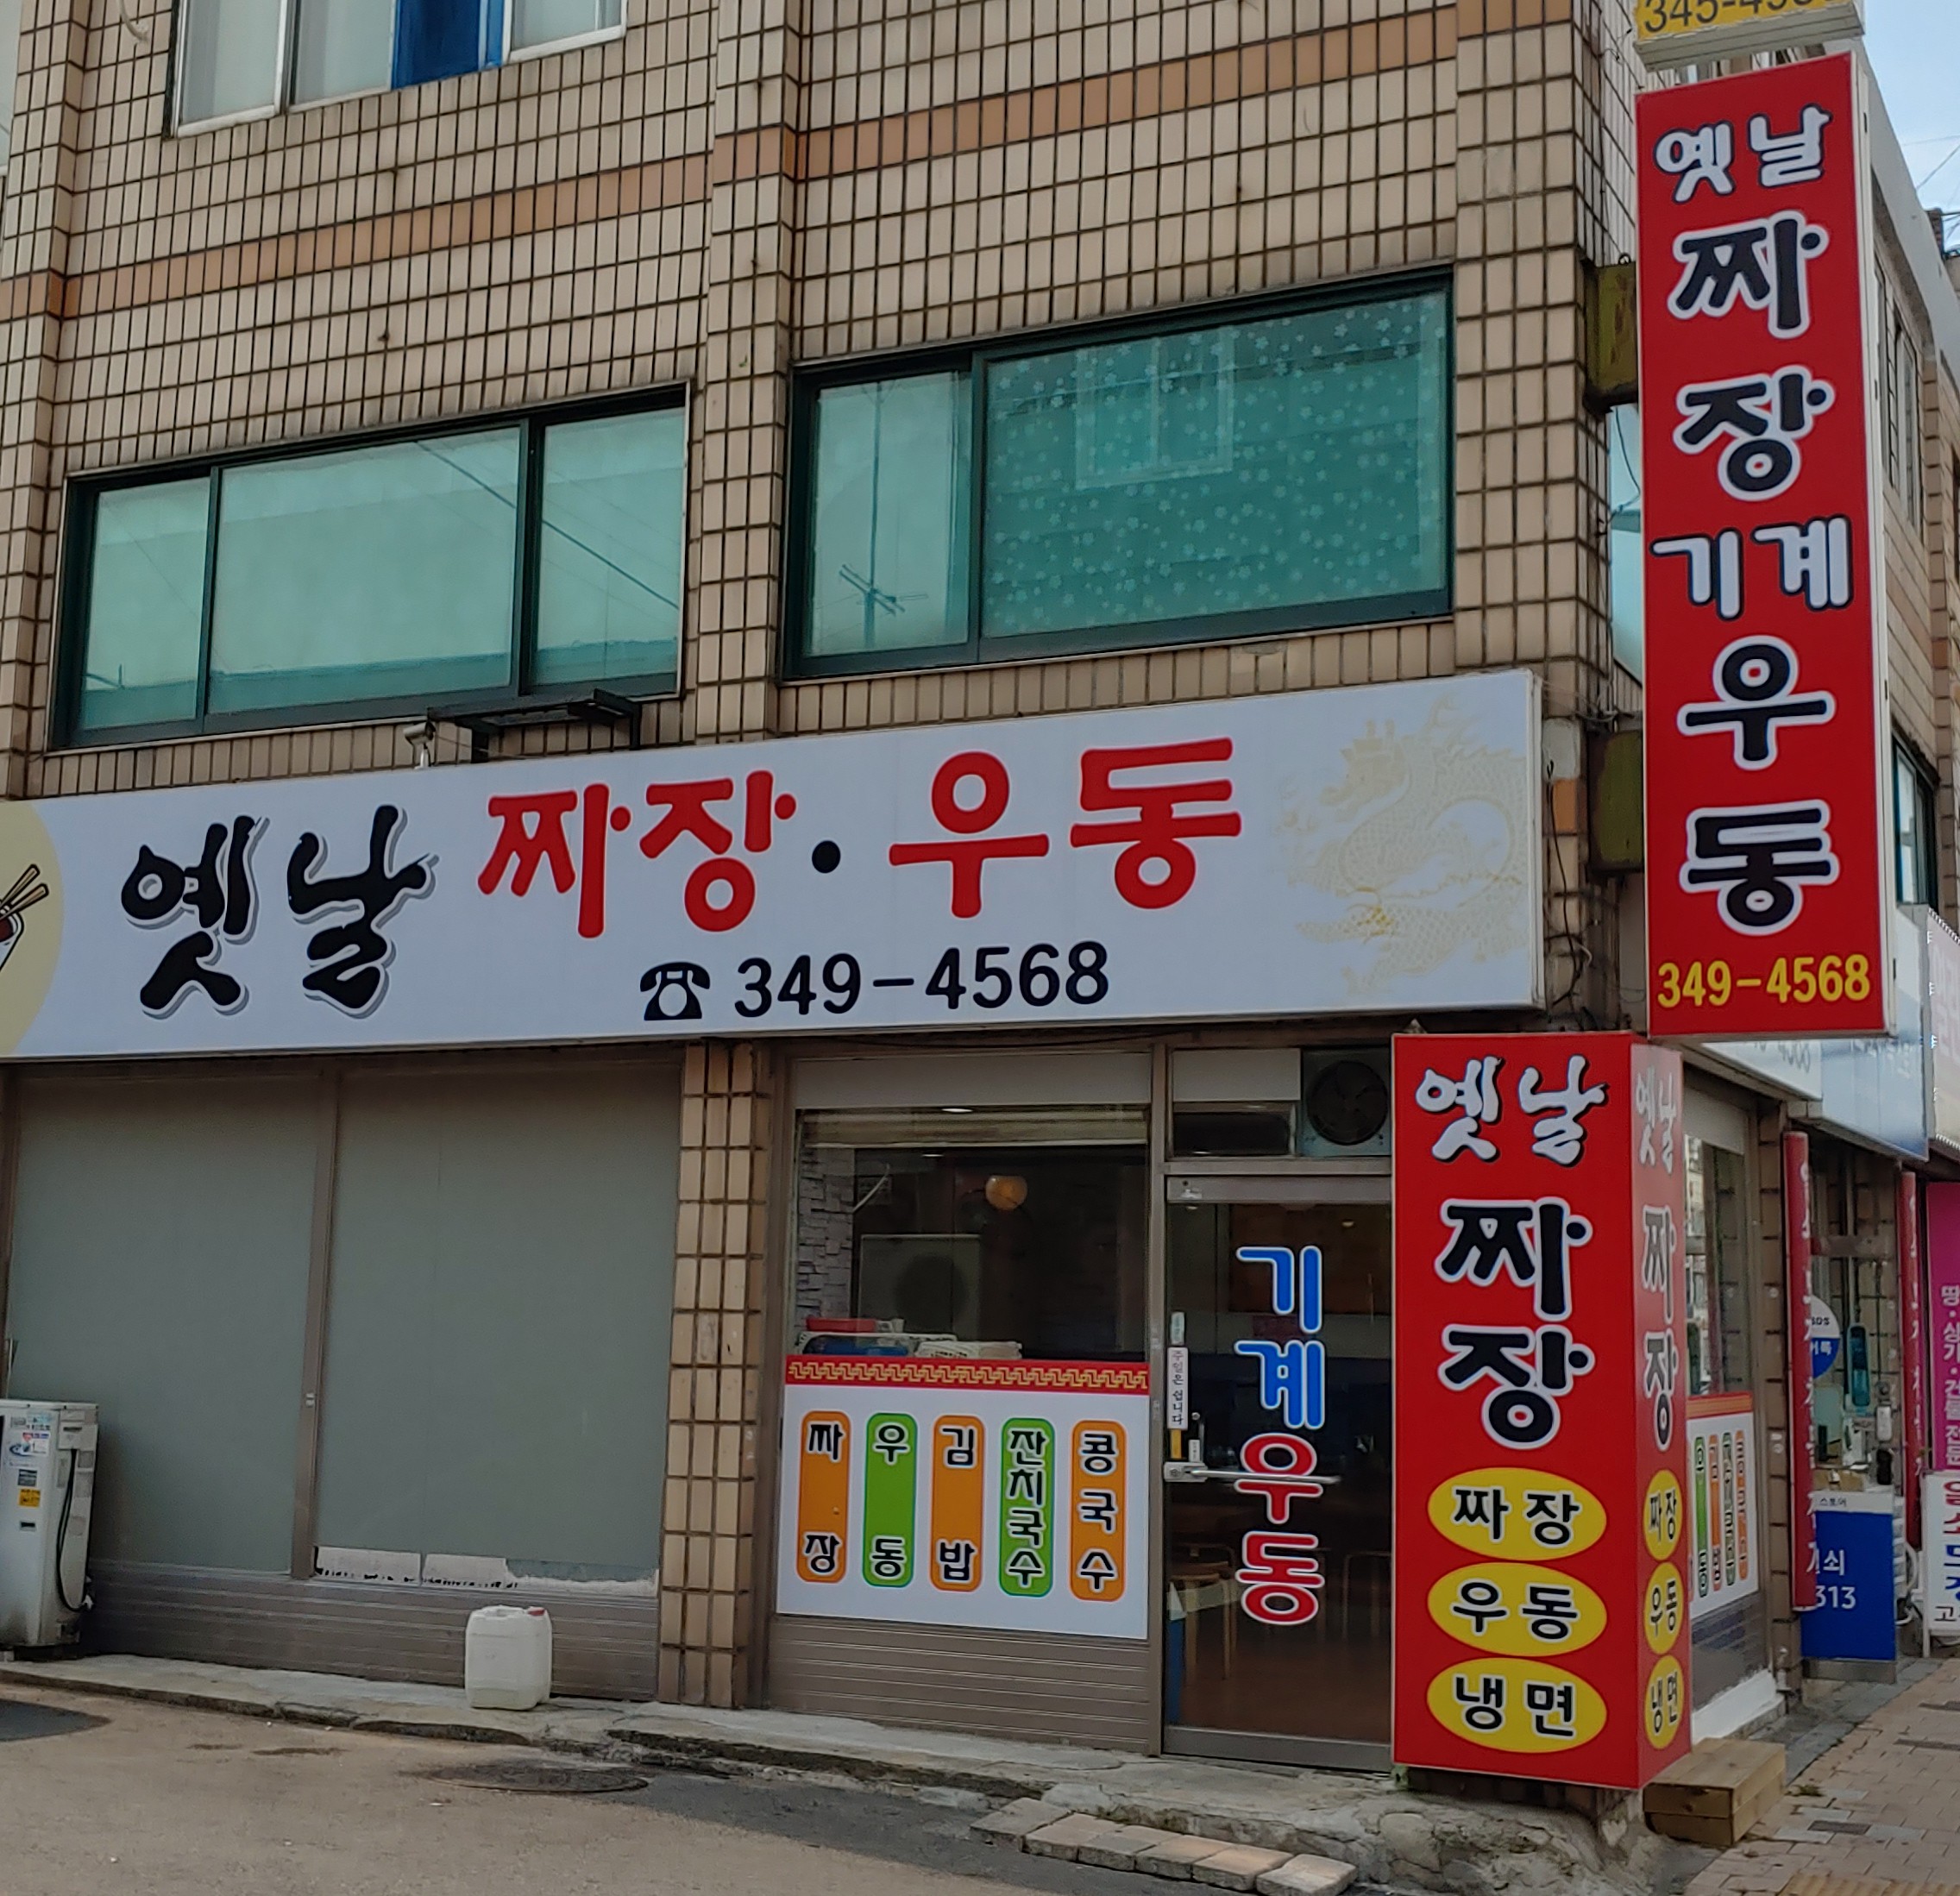 옛날 짜장·우동
☎ 349-4568
옛날
짜장
기계
우동
349-4568
옛날
짜장
짜장
우동
냉면
옛날
짜장
짜장
우동
냉면
기계우동
짜장
우동
김밥
잔치국수
콩국수